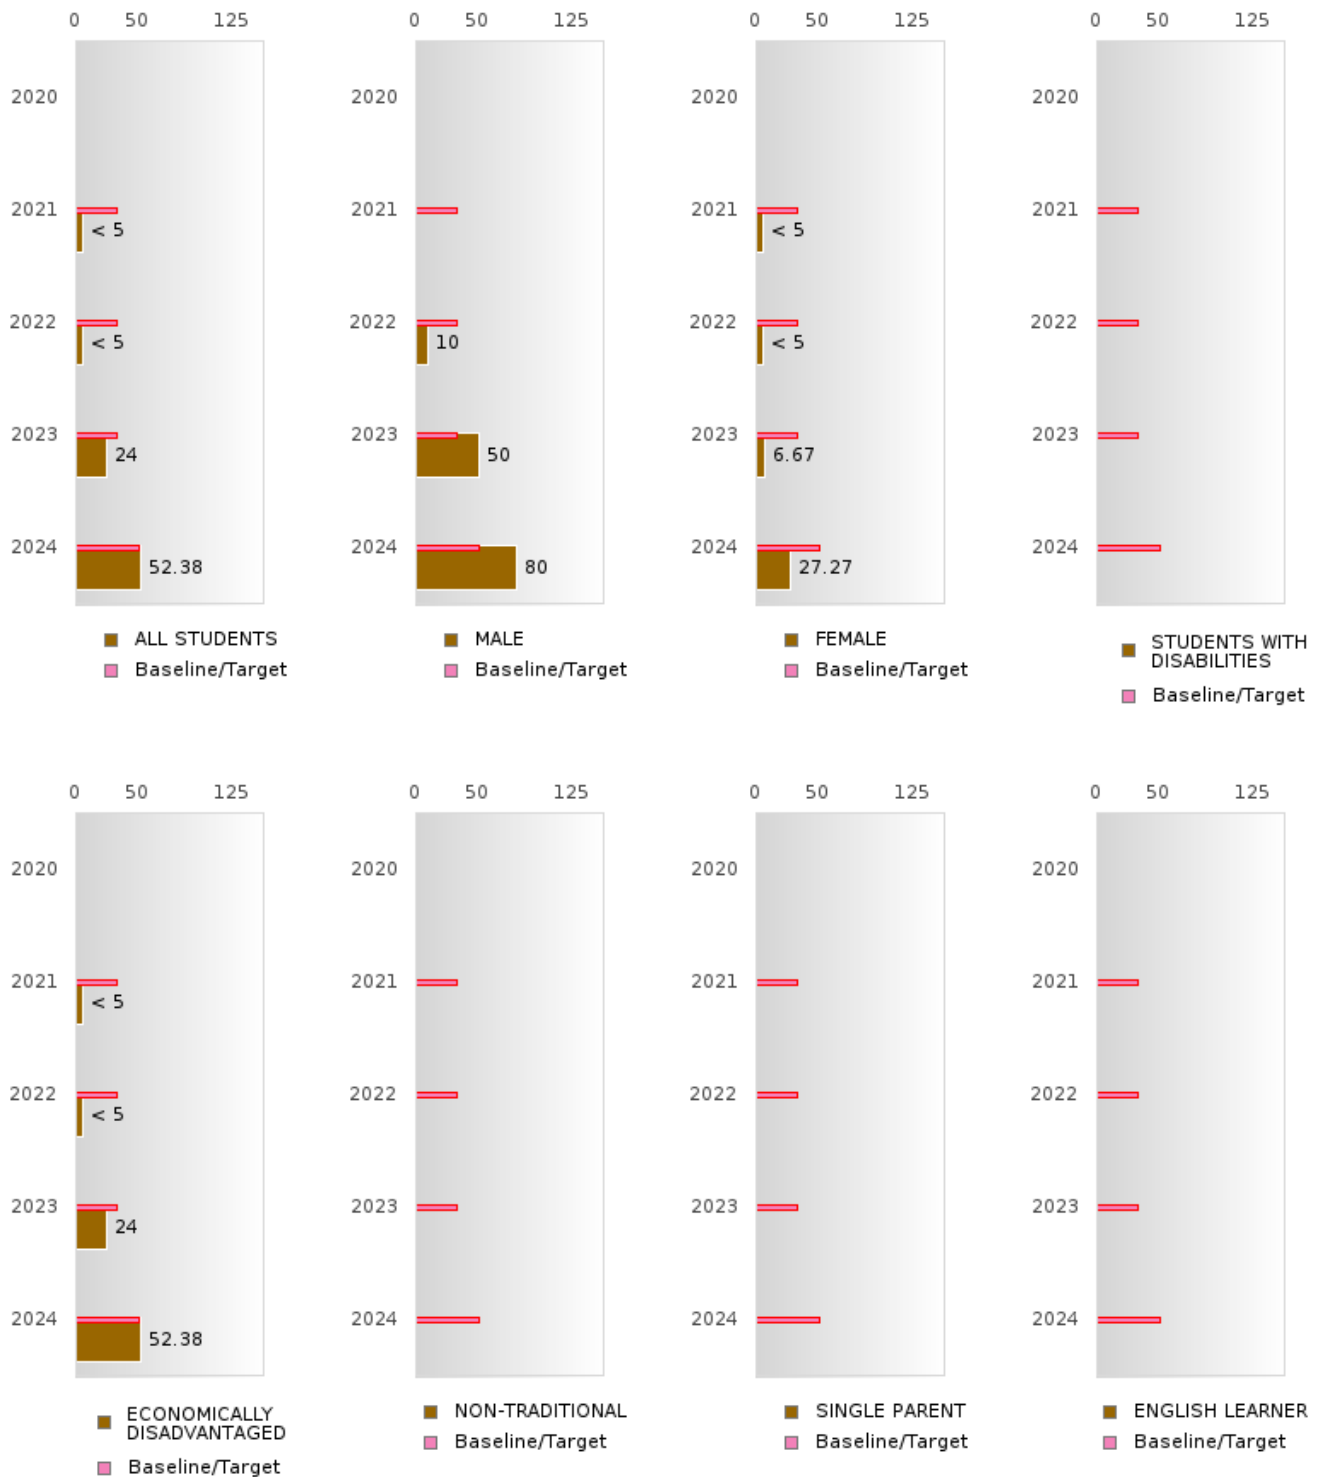 0 50 125
2020
2021
< 5
2022
< 5
2023
24
2024
52.38
ALL STUDENTS
Baseline/Target
0 50 125
2020
2021
2022
10
2023
50
2024
80
MALE
Baseline/Target
0 50 125
2020
2021
< 5
2022
< 5
2023
6.67
2024
27.27
FEMALE
Baseline/Target
0 50 125
2020
2021
2022
2023
2024
STUDENTS WITH
DISABILITIES
Baseline/Target
0 50 125
2020
2021
< 5
2022
< 5
2023
24
2024
52.38
ECONOMICALLY
DISADVANTAGED
Baseline/Target
0 50 125
2020
2021
2022
2023
2024
NON-TRADITIONAL
Baseline/Target
0 50 125
2020
2021
2022
2023
2024
SINGLE PARENT
Baseline/Target
0 50 125
2020
2021
2022
2023
2024
ENGLISH LEARNER
Baseline/Target